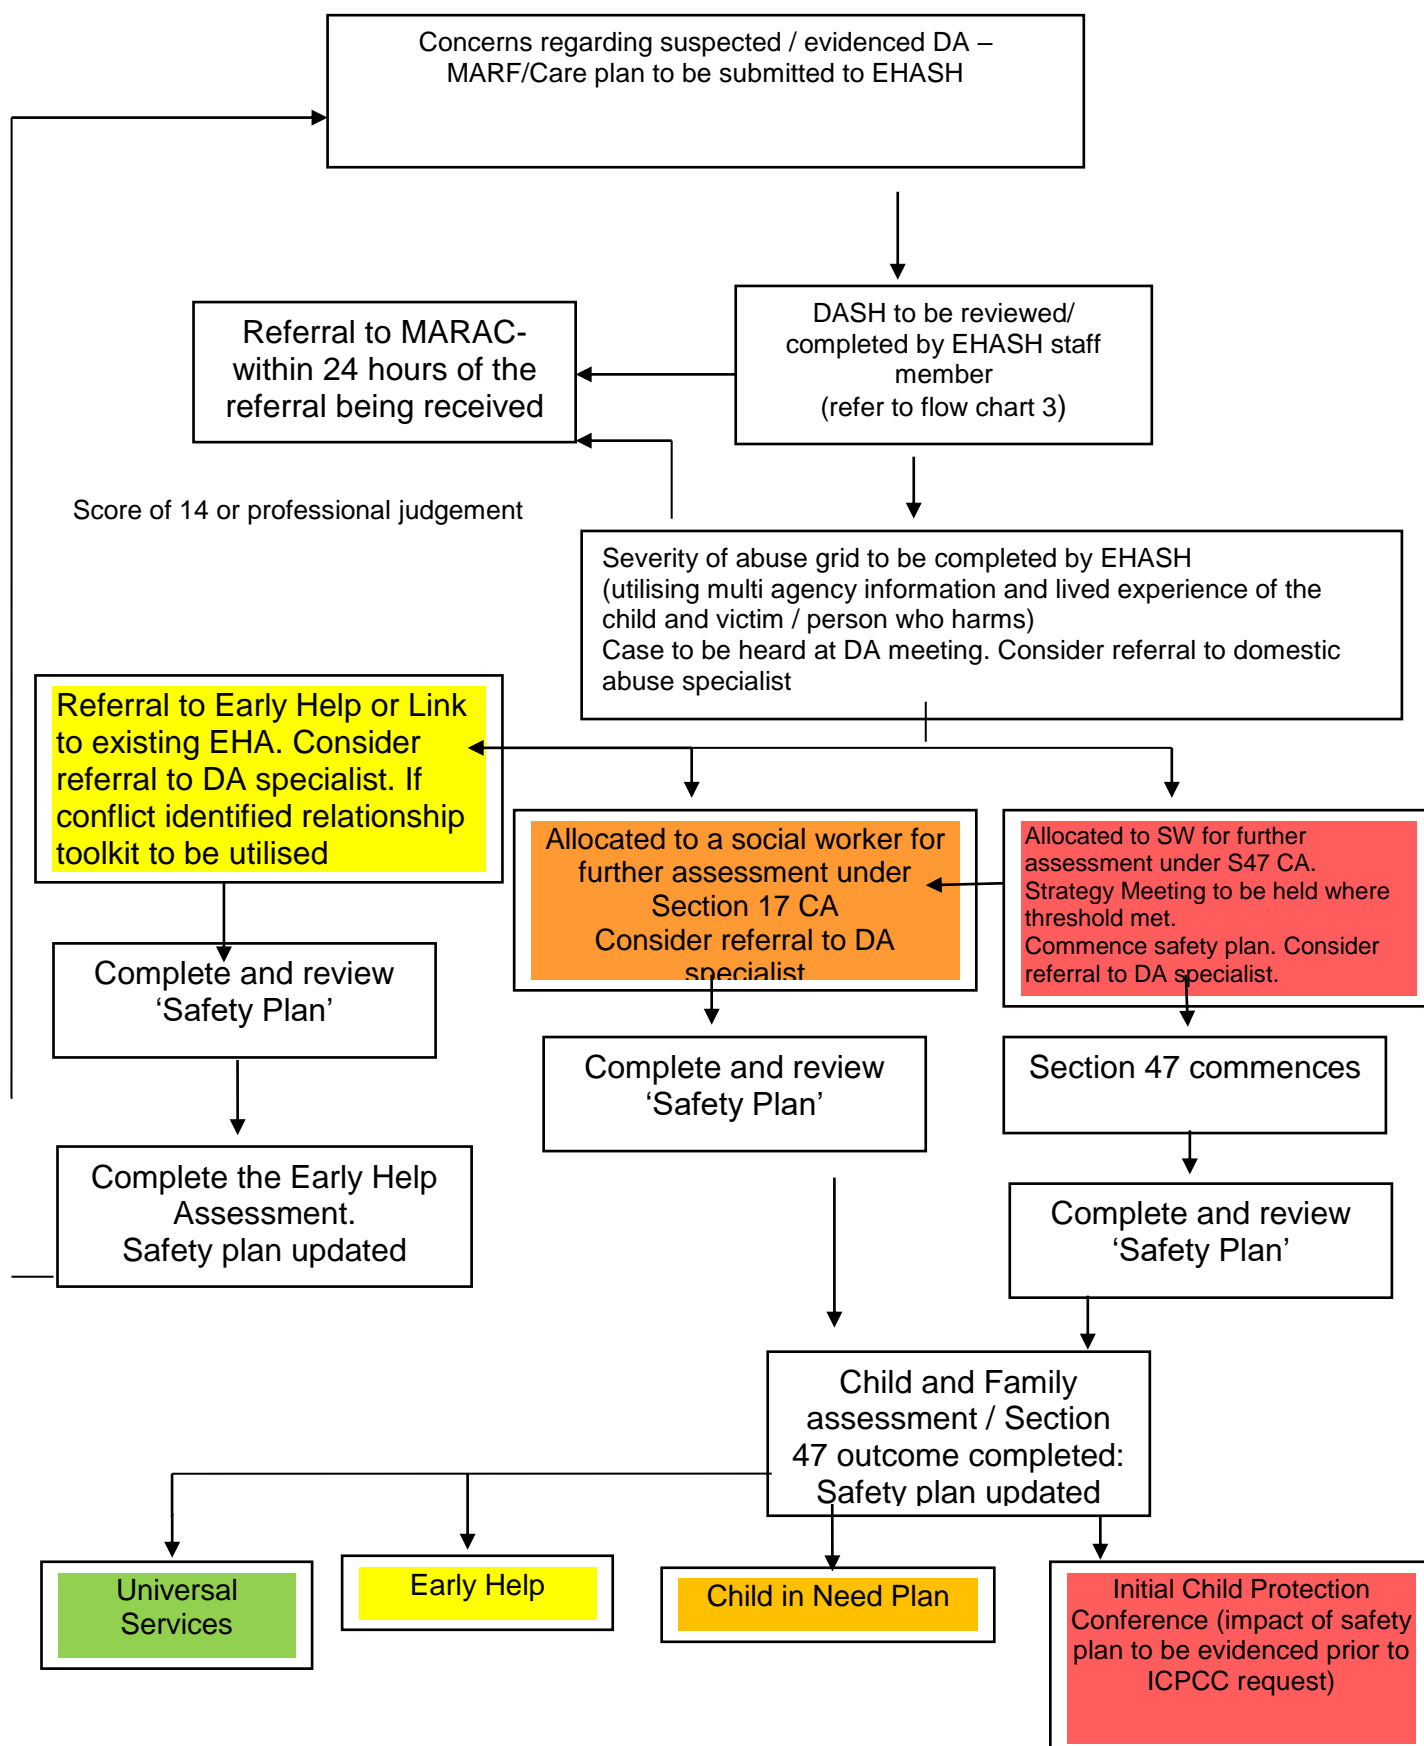 Concerns regarding suspected / evidenced DA –
MARF/Care plan to be submitted to EHASH
Referral to MARAC-
within 24 hours of the
referral being received
DASH to be reviewed/
completed by EHASH staff
member
(refer to flow chart 3)
Score of 14 or professional judgement
Severity of abuse grid to be completed by EHASH
(utilising multi agency information and lived experience of the
child and victim / person who harms)
Case to be heard at DA meeting. Consider referral to domestic
abuse specialist
Referral to Early Help or Link
to existing EHA. Consider
referral to DA specialist. If
conflict identified relationship
toolkit to be utilised
Allocated to a social worker for
further assessment under
Section 17 CA
Consider referral to DA
specialist
Allocated to SW for further
assessment under S47 CA.
Strategy Meeting to be held where
threshold met.
Commence safety plan. Consider
referral to DA specialist.
Complete and review
‘Safety Plan’
Complete and review
‘Safety Plan’
Section 47 commences
Complete the Early Help
Assessment.
Safety plan updated
Complete and review
‘Safety Plan’
Child and Family
assessment / Section
47 outcome completed:
Safety plan updated
Universal
Services
Early Help
Child in Need Plan
Initial Child Protection
Conference (impact of safety
plan to be evidenced prior to
ICPCC request)